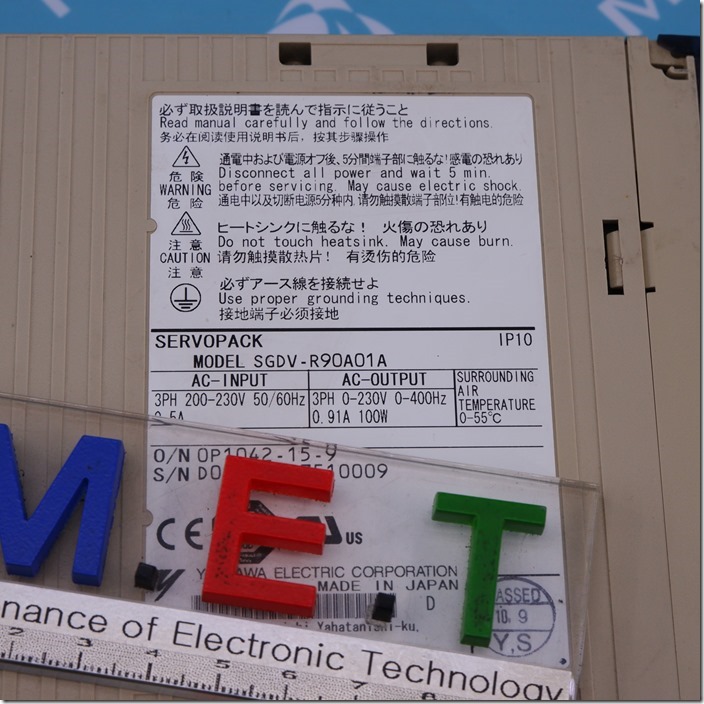 必ず取扱説明書を読んで指示に従うこと
Read manual carefully and follow the directions.
务必在阅读使用说明书后，按其步骤操作
危険
WARNING
危险
通電中および電源オフ後、5分間端子部に触るな！感電の恐れあり
Disconnect all power and wait 5 min.
before servicing. May cause electric shock.
通电中以及切断电源5分钟内，请勿触摸端子部位！有触电的危险
注意
CAUTION
注意
ヒートシンクに触るな！ 火傷の恐れあり
Do not touch heatsink. May cause burn.
请勿触摸散热片！ 有烫伤的危险
必ずアース線を接続せよ
Use proper grounding techniques.
接地端子必须接地
SERVOPACK IP10
MODEL SGDV-R90A01A
AC-INPUT
3PH 200-230V 50/60Hz
AC-OUTPUT
3PH 0-230V 0-400Hz
0.91A 100W
SURROUNDING
AIR
TEMPERATURE
0-55℃
O/N OP1042-15-9
S/N
CE
US
ELECTRIC CORPORATION
MADE IN JAPAN
D
M.E.T
9
Y,S
of Electronic Technology
2 3 4 5 6 7 8